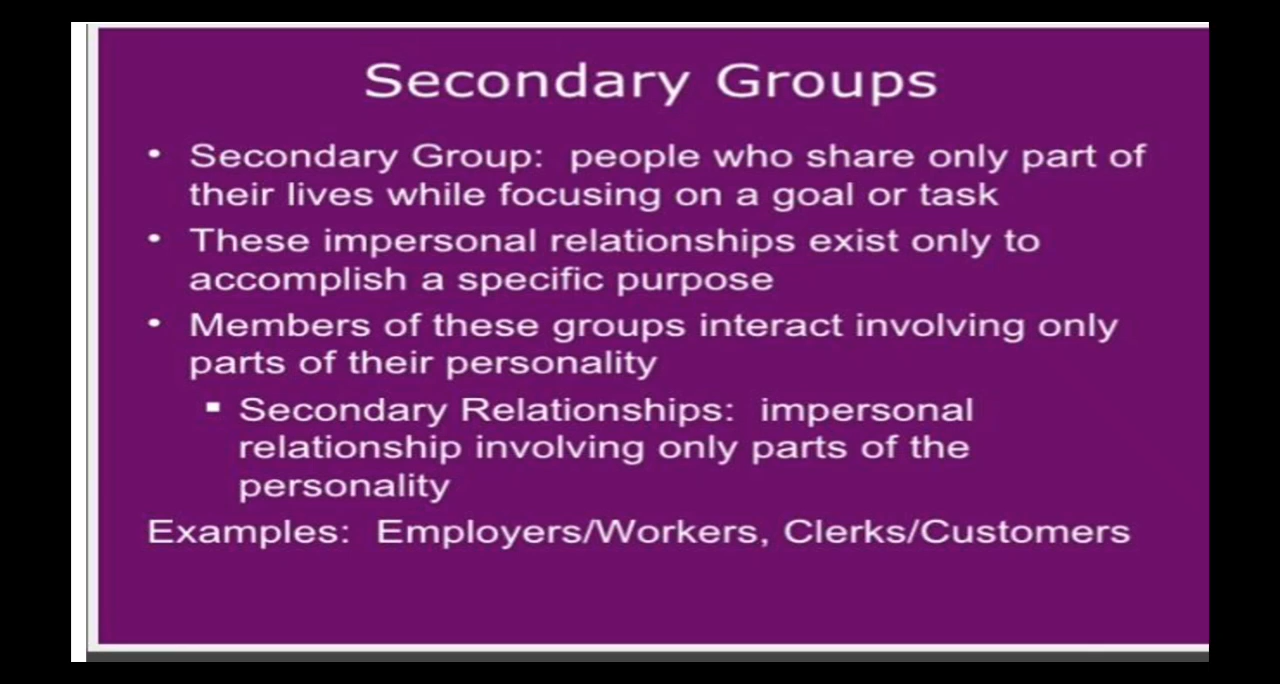 Secondary Groups
• Secondary Group: people who share only part of
their lives while focusing on a goal or task
• These impersonal relationships exist only to
accomplish a specific purpose
• Members of these groups interact involving only
parts of their personality
▪ Secondary Relationships: impersonal
relationship involving only parts of the
personality
Examples: Employers/Workers, Clerks/Customers